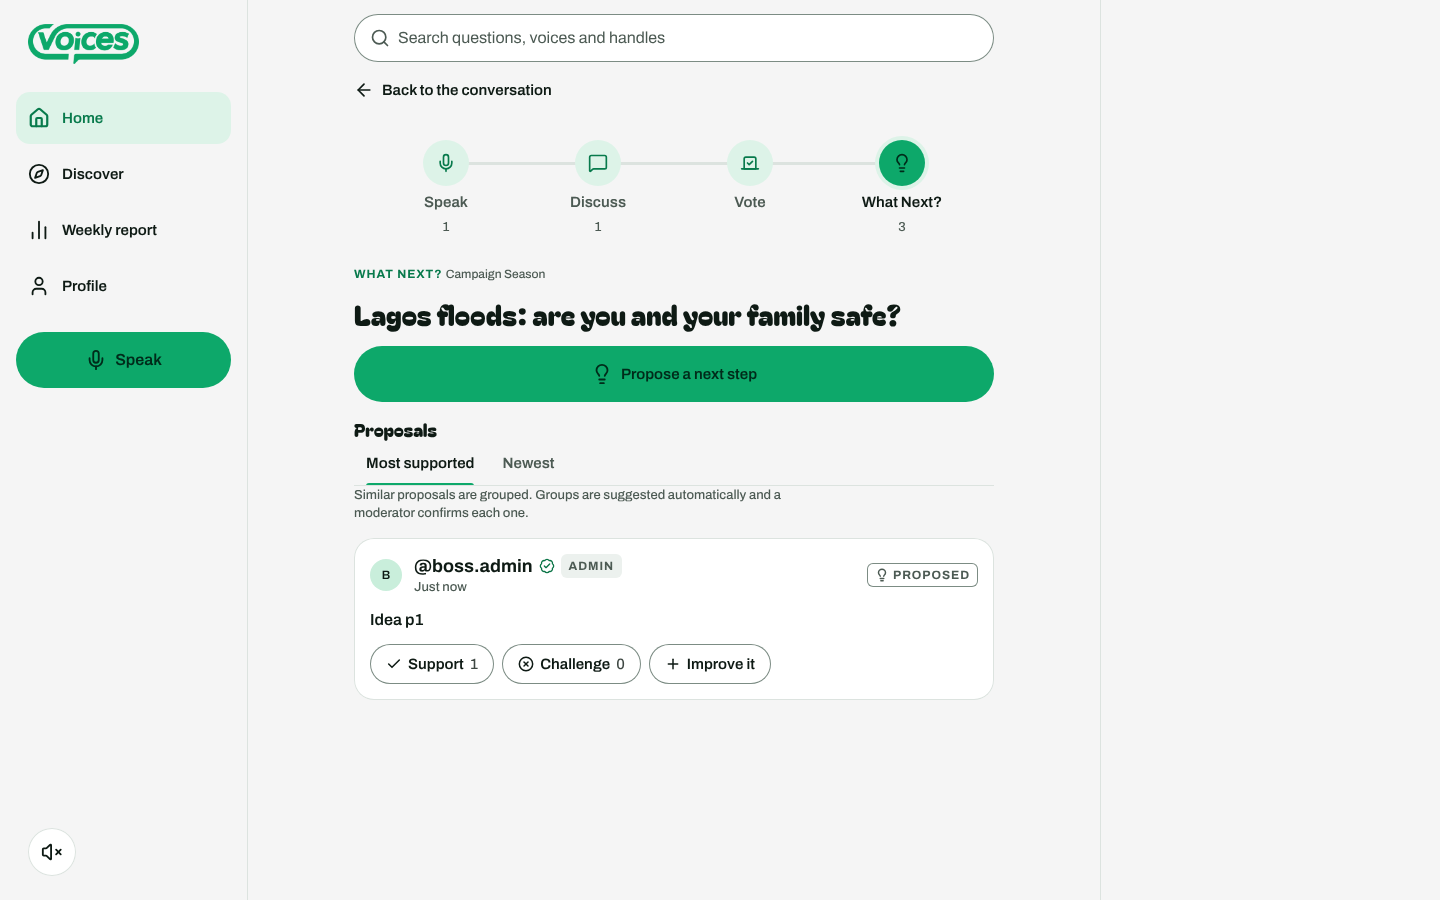 Voices
Search questions, voices and handles
Back to the conversation
Home
Discover
Weekly report
Profile
Speak
Speak
Discuss
Vote
What Next?
1
1
3
WHAT NEXT? Campaign Season
Lagos floods: are you and your family safe?
Propose a next step
Proposals
Most supported
Newest
Similar proposals are grouped. Groups are suggested automatically and a
moderator confirms each one.
B
@boss.admin
ADMIN
Just now
PROPOSED
Idea p1
Support 1
Challenge 0
Improve it